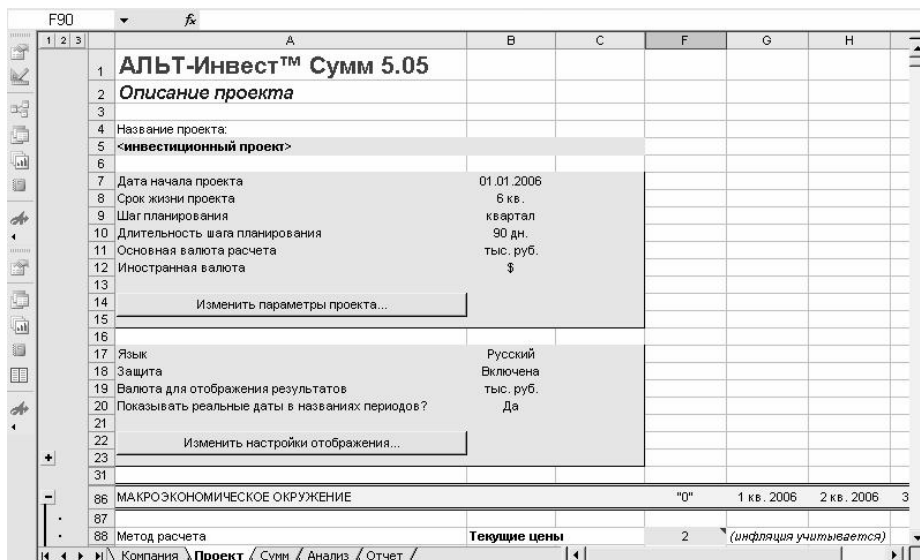 F90 fx
1 2 3 A B C F G H
1 АЛЬТ-Инвест™ Сумм 5.05
2 Описание проекта
3
4 Название проекта:
5 <инвестиционный проект>
6
7 Дата начала проекта 01.01.2006
8 Срок жизни проекта 6 кв.
9 Шаг планирования квартал
10 Длительность шага планирования 90 дн.
11 Основная валюта расчета тыс. руб.
12 Иностранная валюта $
13
14 Изменить параметры проекта...
15
16
17 Язык Русский
18 Защита Включена
19 Валюта для отображения результатов тыс. руб.
20 Показывать реальные даты в названиях периодов? Да
21
22 Изменить настройки отображения...
23
31
86 МАКРОЭКОНОМИЧЕСКОЕ ОКРУЖЕНИЕ "0" 1 кв. 2006 2 кв. 2006 3
87
88 Метод расчета Текущие цены 2 (инфляция учитывается)
Компания Проект Сумм Анализ Отчет